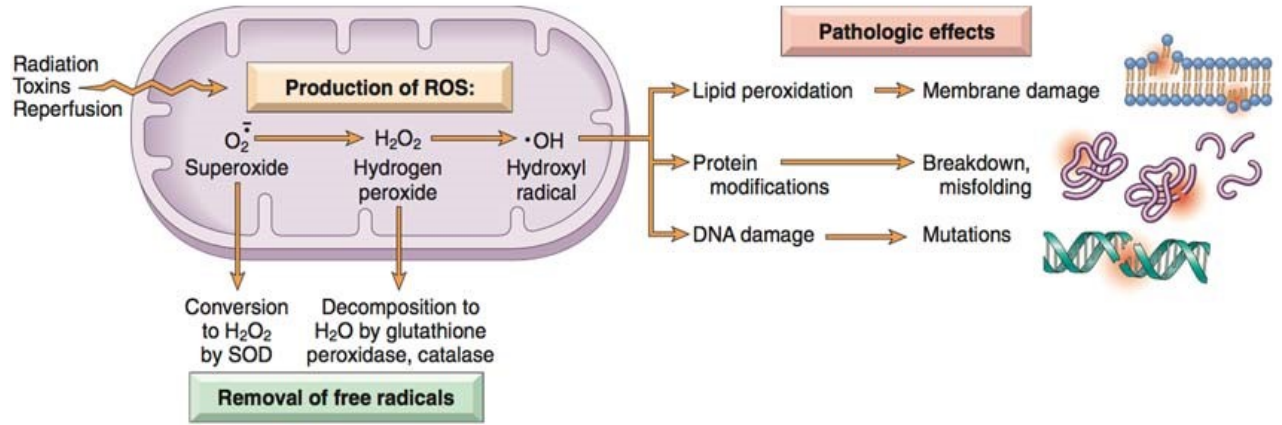 Pathologic effects
Radiation
Toxins
Reperfusion
Production of ROS:
O₂•̄
Superoxide
H₂O₂
Hydrogen
peroxide
•OH
Hydroxyl
radical
Lipid peroxidation
Membrane damage
Protein
modifications
Breakdown,
misfolding
DNA damage
Mutations
Conversion
to H₂O₂
by SOD
Decomposition to
H₂O by glutathione
peroxidase, catalase
Removal of free radicals